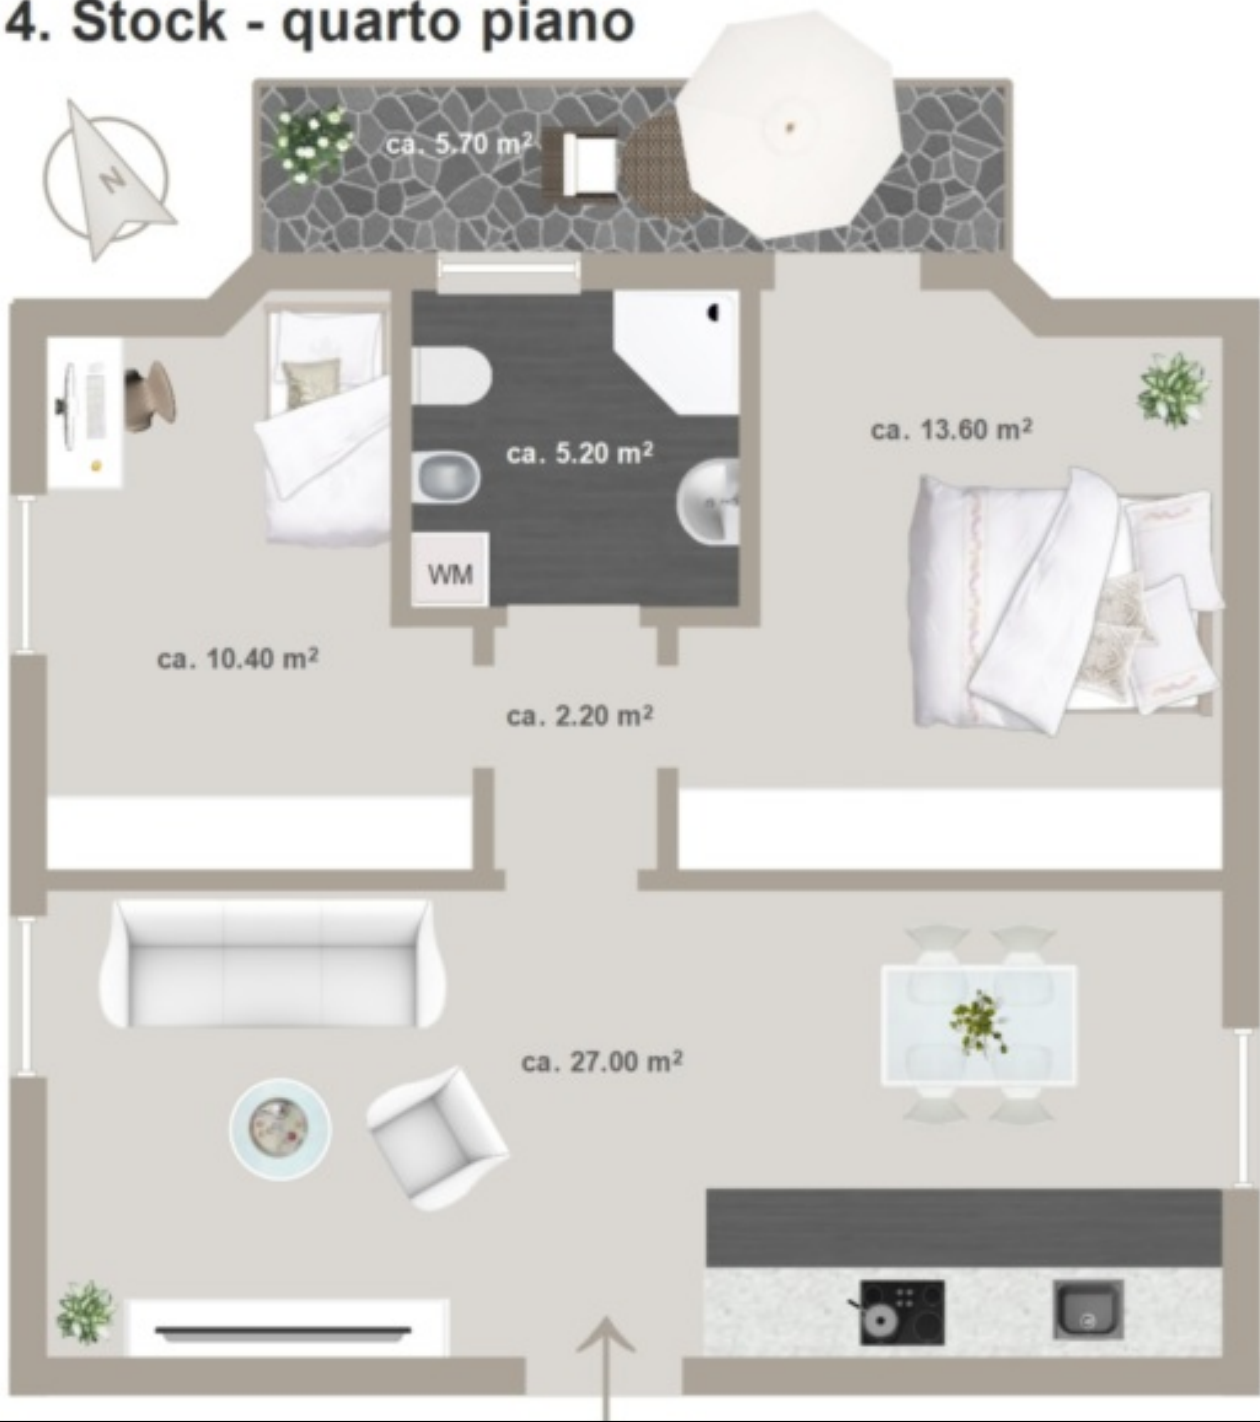 4. Stock - quarto piano
N
ca. 5.70 m²
ca. 13.60 m²
ca. 5.20 m²
WM
ca. 10.40 m²
ca. 2.20 m²
ca. 27.00 m²